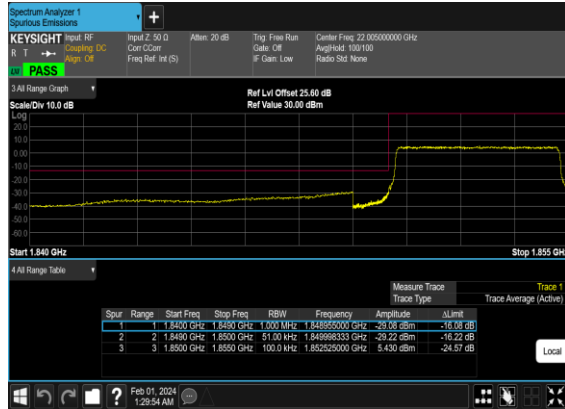 Spectrum Analyzer 1
Spurious Emissions
+
KEYSIGHT Input: RF Input Z: 50 Ω Atten: 20 dB Trig: Free Run Center Freq: 22.005000000 GHz
R T Coupling: DC Corr CCorr Gate: Off Avg|Hold: 100/100
Align: Off Freq Ref: Int (S) IF Gain: Low Radio Std: None
LV PASS
3 All Range Graph Ref Lvl Offset 25.60 dB
Scale/Div 10.0 dB Ref Value 30.00 dBm
Log
20.0
10.0
0.00
-10.0
-20.0
-30.0
-40.0
-50.0
-60.0
Start 1.840 GHz Stop 1.855 GH
4 All Range Table
Measure Trace Trace 1
Trace Type Trace Average (Active)
Spur Range Start Freq Stop Freq RBW Frequency Amplitude ΔLimit
1 1 1.8400 GHz 1.8490 GHz 1.000 MHz 1.848955000 GHz -29.08 dBm -16.08 dB
2 2 1.8490 GHz 1.8500 GHz 51.00 kHz 1.849998333 GHz -29.22 dBm -16.22 dB
3 3 1.8500 GHz 1.8550 GHz 100.0 kHz 1.852525000 GHz 5.430 dBm -24.57 dB
Local
? Feb 01, 2024
1:29:54 AM